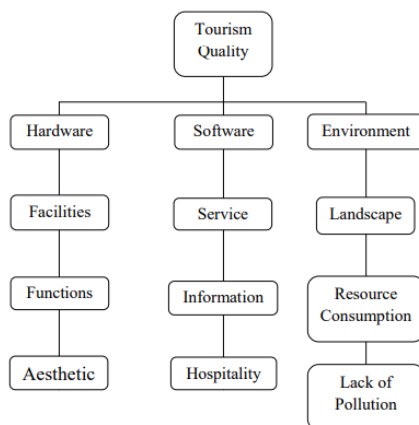 Tourism
Quality
Hardware
Software
Environment
Facilities
Service
Landscape
Functions
Information
Resource
Consumption
Aesthetic
Hospitality
Lack of
Pollution